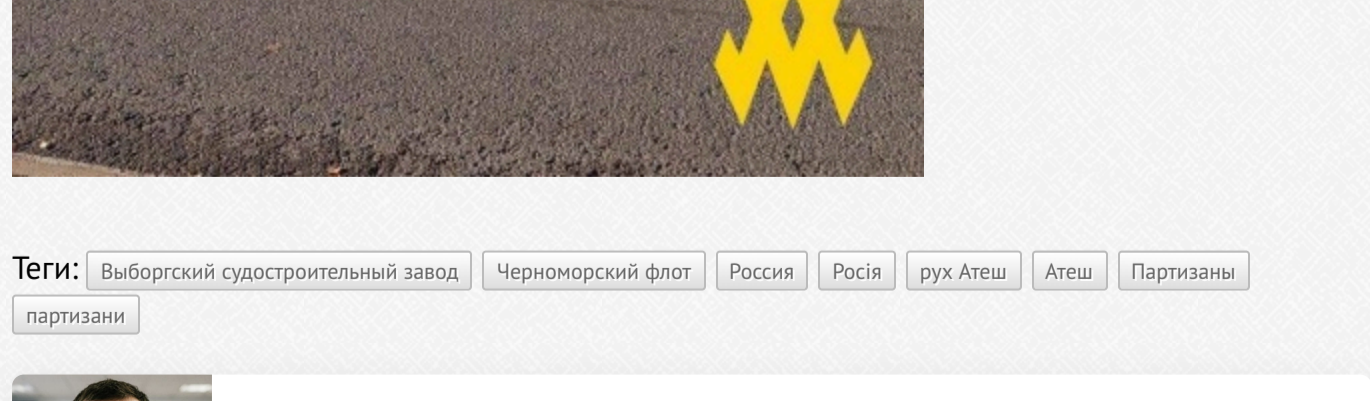 Теги: Выборгский судостроительный завод Черноморский флот Россия Росія рух Атеш Атеш Партизаны
партизани